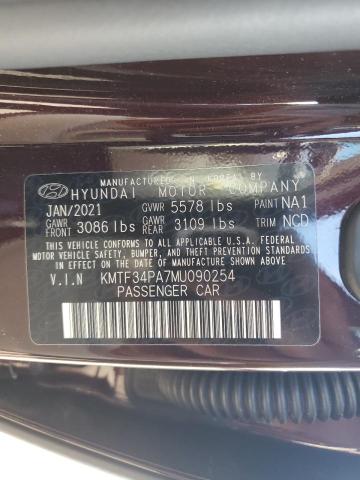 MANUFACTURED IN KOREA BY
HYUNDAI MOTOR COMPANY
JAN/2021 GVWR 5578 lbs PAINT NA1
GAWR FRONT 3086 lbs GAWR REAR 3109 lbs TRIM NCD
THIS VEHICLE CONFORMS TO ALL APPLICABLE U.S.A. FEDERAL
MOTOR VEHICLE SAFETY, BUMPER, AND THEFT PREVENTION
STANDARDS IN EFFECT ON THE DATE OF MANUFACTURE SHOWN ABOVE.
V.I.N KMTF34PA7MU090254
PASSENGER CAR